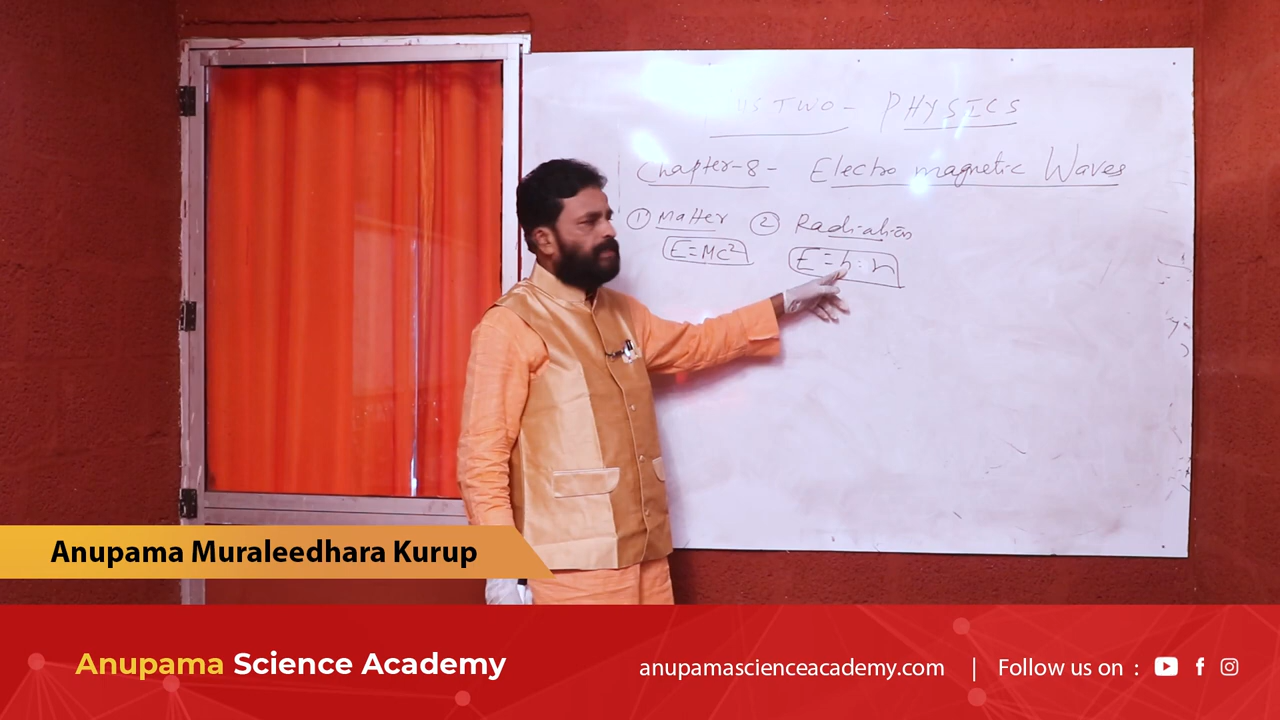 TWO - PHYSICS
Chapter-8- Electro magnetic Waves
① Matter ② Radiation
E=Mc² E=h
Anupama Muraleedhara Kurup
Anupama Science Academy
anupamascienceacademy.com | Follow us on :